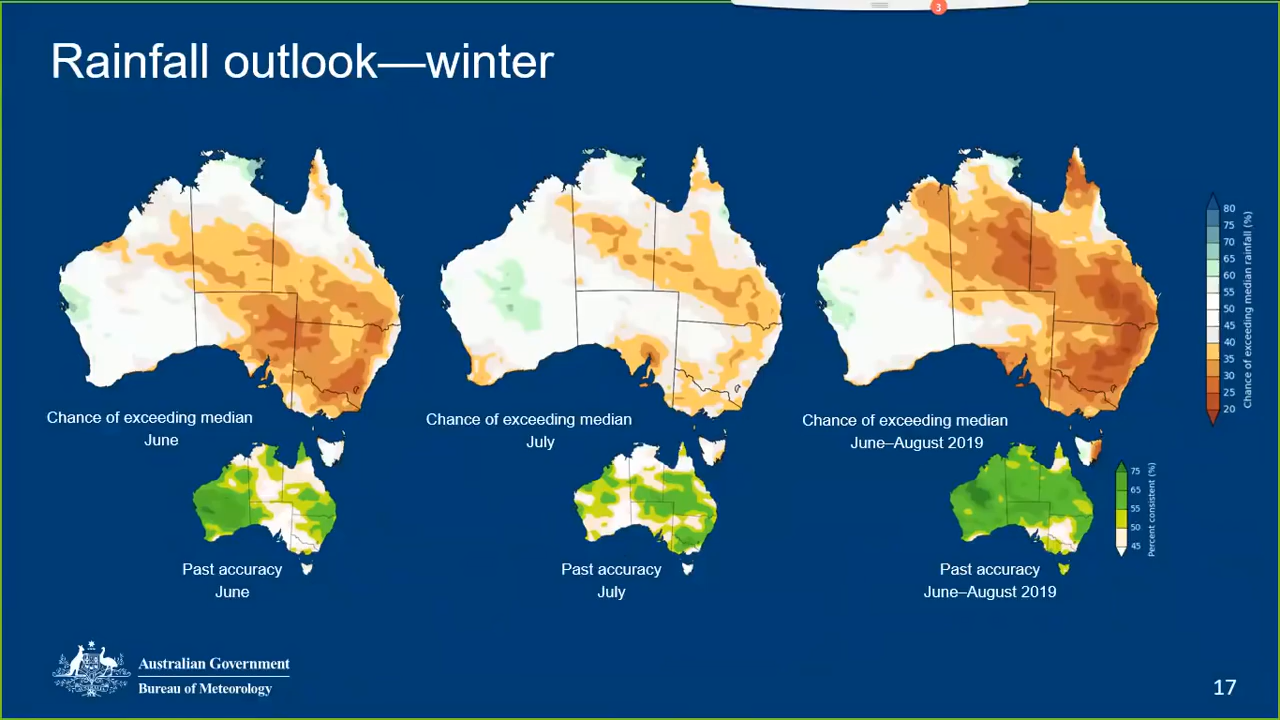 3
Rainfall outlook—winter
80
75
70
65
60
55
50
45
40
35
30
25
20
Chance of exceeding median rainfall (%)
Chance of exceeding median
June
Chance of exceeding median
July
Chance of exceeding median
June–August 2019
75
65
55
50
45
Percent consistent (%)
Past accuracy
June
Past accuracy
July
Past accuracy
June–August 2019
Australian Government
Bureau of Meteorology
17